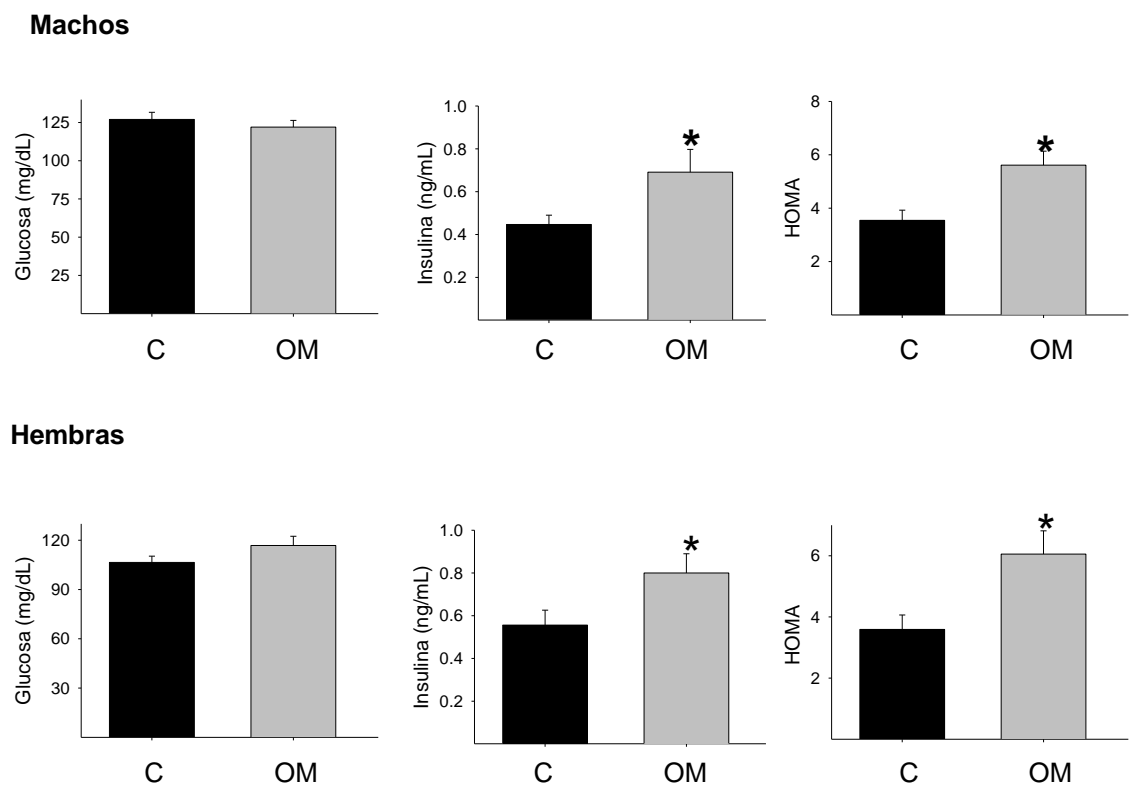 Machos
Glucosa (mg/dL)
125
100
75
50
25
C OM
Insulina (ng/mL)
1.0
0.8
0.6
0.4
0.2
*
C OM
HOMA
8
6
4
2
*
C OM
Hembras
Glucosa (mg/dL)
120
90
60
30
C OM
Insulina (ng/mL)
1.0
0.8
0.6
0.4
0.2
*
C OM
HOMA
6
4
2
*
C OM